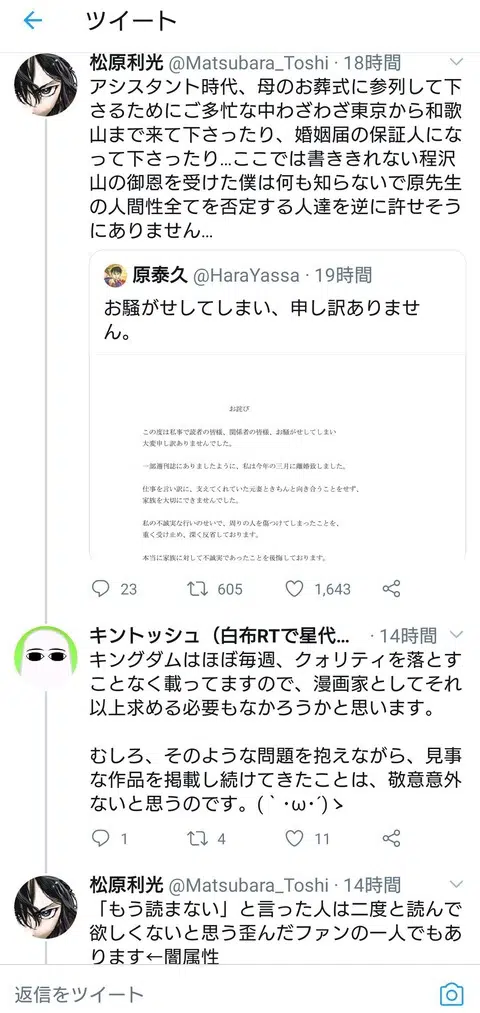 ツイート
松原利光 @Matsubara_Toshi · 18時間
アシスタント時代、母のお葬式に参列して下
さるためにご多忙な中わざわざ東京から和歌
山まで来て下さったり、婚姻届の保証人にな
って下さったり...ここでは書ききれない程沢
山の御恩を受けた僕は何も知らないで原先生
の人間性全てを否定する人達を逆に許せそう
にありません...
原泰久 @HaraYassa · 19時間
お騒がせしてしまい、申し訳ありませ
ん。
お詫び
この度は私事で読者の皆様、関係者の皆様、お騒がせしてしまい
大変申し訳ありませんでした。
一部週刊誌にありましたように、私は今年の三月に離婚致しました。
仕事を言い訳に、支えてくれていた元妻ときちんと向き合うことをせず、
家族を大切にできませんでした。
私の不誠実な行いのせいで、周りの人を傷つけてしまったことを、
重く受け止め、深く反省しております。
本当に家族に対して不誠実であったことを後悔しております。
23 605 1,643
キントッシュ（白布RTで星代... · 14時間
キングダムはほぼ毎週、クォリティを落とす
ことなく載ってますので、漫画家としてそれ
以上求める必要もなかろうかと思います。
むしろ、そのような問題を抱えながら、見事
な作品を掲載し続けてきたことは、敬意意外
ないと思うのです。(｀･ω･´)ゝ
1 4 11
松原利光 @Matsubara_Toshi · 14時間
「もう読まない」と言った人は二度と読んで
欲しくないと思う歪んだファンの一人でもあ
ります←闇属性
返信をツイート